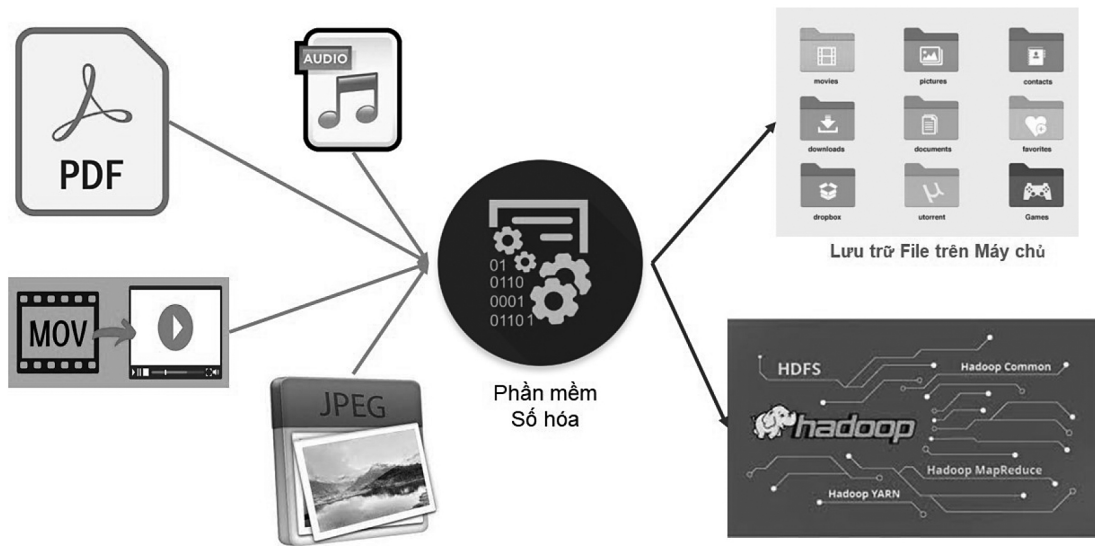 PDF
AUDIO
MOV
JPEG
01
0110
0001
01101
Phần mềm
Số hóa
movies
pictures
contacts
downloads
documents
favorites
dropbox
utorrent
Games
Lưu trữ File trên Máy chủ
HDFS
Hadoop Common
hadoop
Hadoop MapReduce
Hadoop YARN